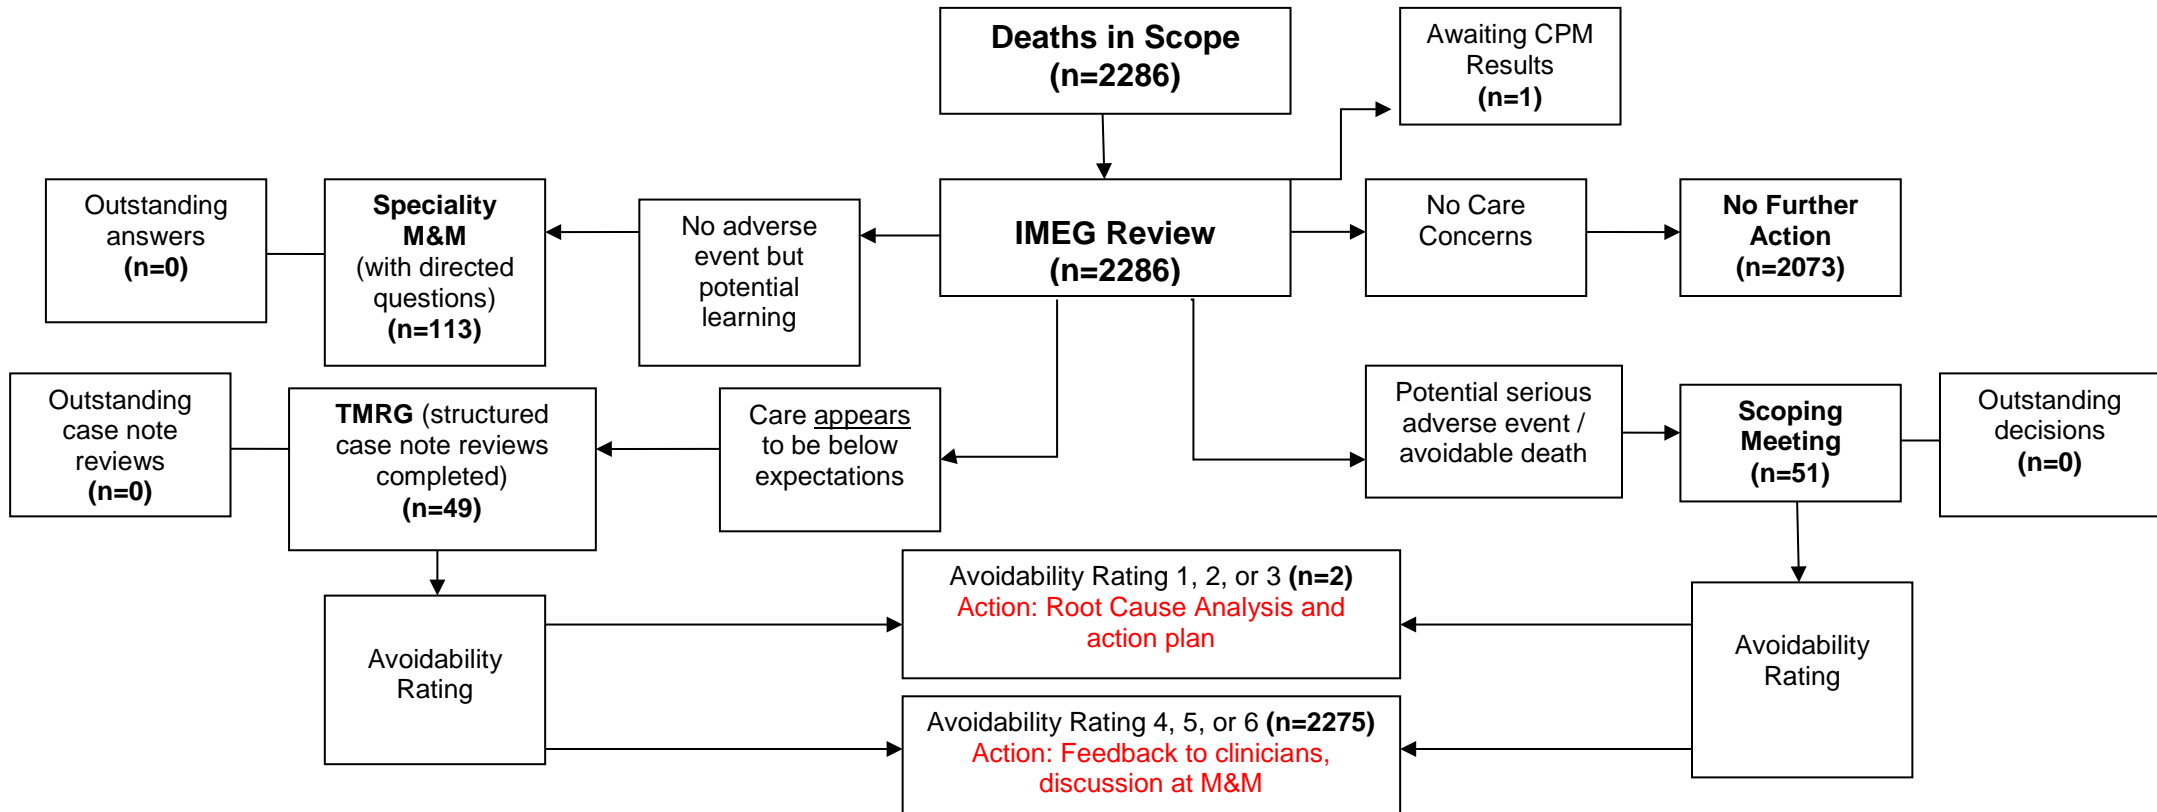 Deaths in Scope
(n=2286)
Awaiting CPM
Results
(n=1)
Outstanding
answers
(n=0)
Speciality
M&M
(with directed
questions)
(n=113)
No adverse
event but
potential
learning
IMEG Review
(n=2286)
No Care
Concerns
No Further
Action
(n=2073)
Outstanding
case note
reviews
(n=0)
TMRG (structured
case note reviews
completed)
(n=49)
Care appears
to be below
expectations
Potential serious
adverse event /
avoidable death
Scoping
Meeting
(n=51)
Outstanding
decisions
(n=0)
Avoidability
Rating
Avoidability Rating 1, 2, or 3 (n=2)
Action: Root Cause Analysis and
action plan
Avoidability Rating 4, 5, or 6 (n=2275)
Action: Feedback to clinicians,
discussion at M&M
Avoidability
Rating